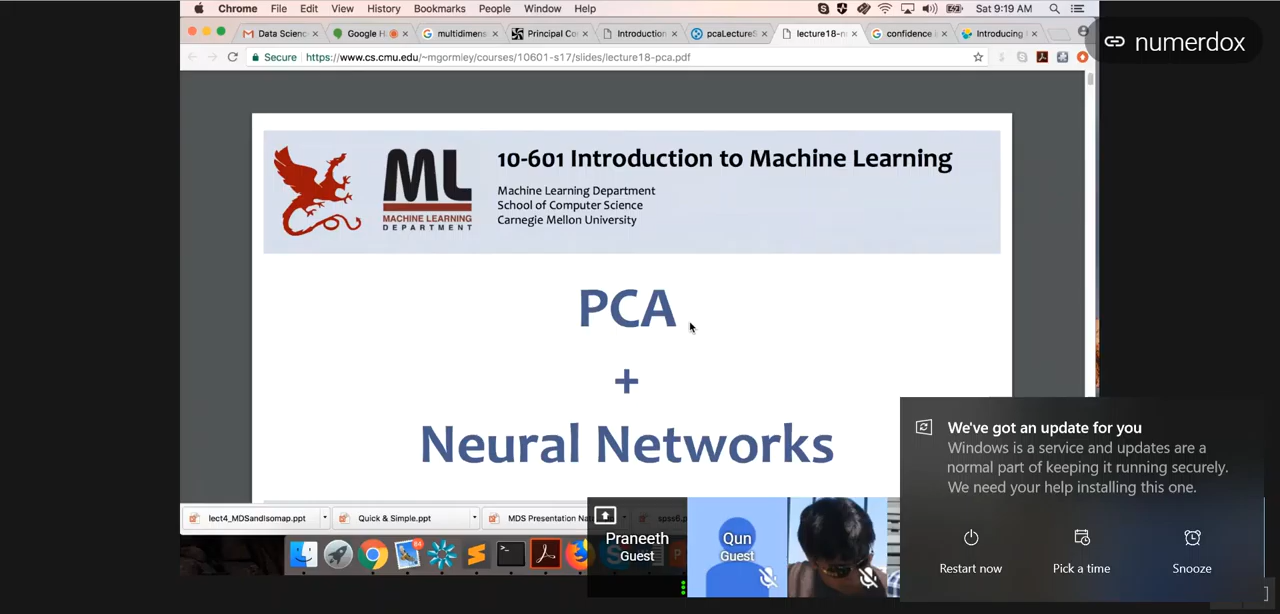 Chrome File Edit View History Bookmarks People Window Help Sat 9:19 AM
Data Scienc Google H multidimens Principal Co Introduction pcaLectureS lecture18-n confidence i Introducing
numerdox
Secure https://www.cs.cmu.edu/~mgormley/courses/10601-s17/slides/lecture18-pca.pdf
ML
MACHINE LEARNING
DEPARTMENT
10-601 Introduction to Machine Learning
Machine Learning Department
School of Computer Science
Carnegie Mellon University
PCA
+
Neural Networks
We've got an update for you
Windows is a service and updates are a
normal part of keeping it running securely.
We need your help installing this one.
Restart now Pick a time Snooze
lect4_MDSandIsomap.ppt Quick & Simple.ppt MDS Presentation Na
Praneeth
Guest
Qun
Guest